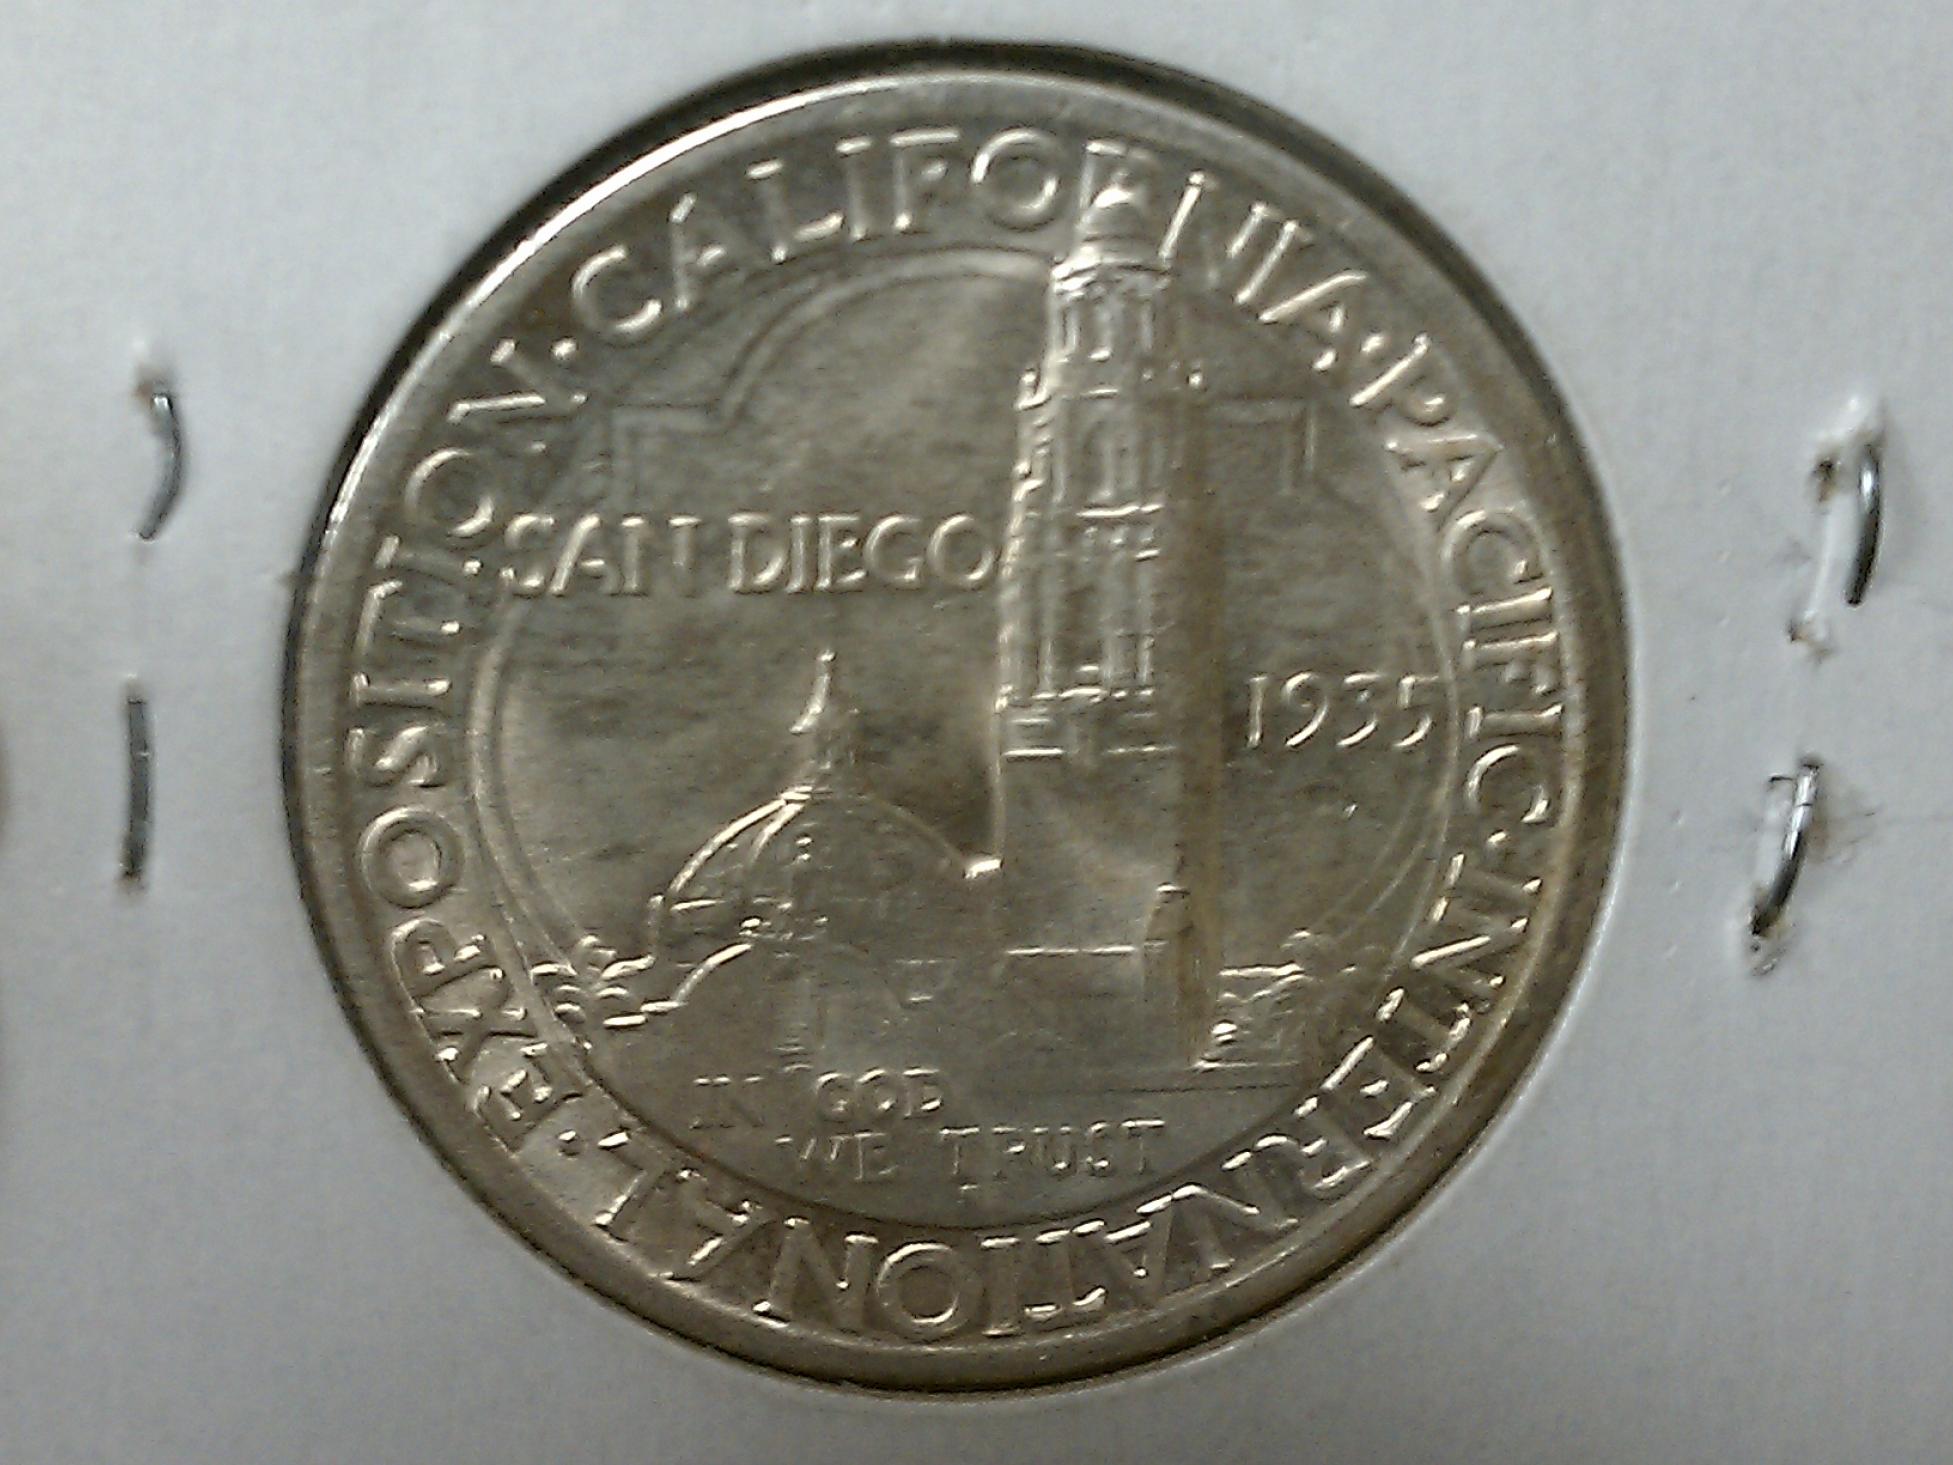 CALIFORNIA·PACIFIC·INTERNATIONAL·EXPOSITION·
SAN DIEGO
1935
IN GOD
WE TRUST